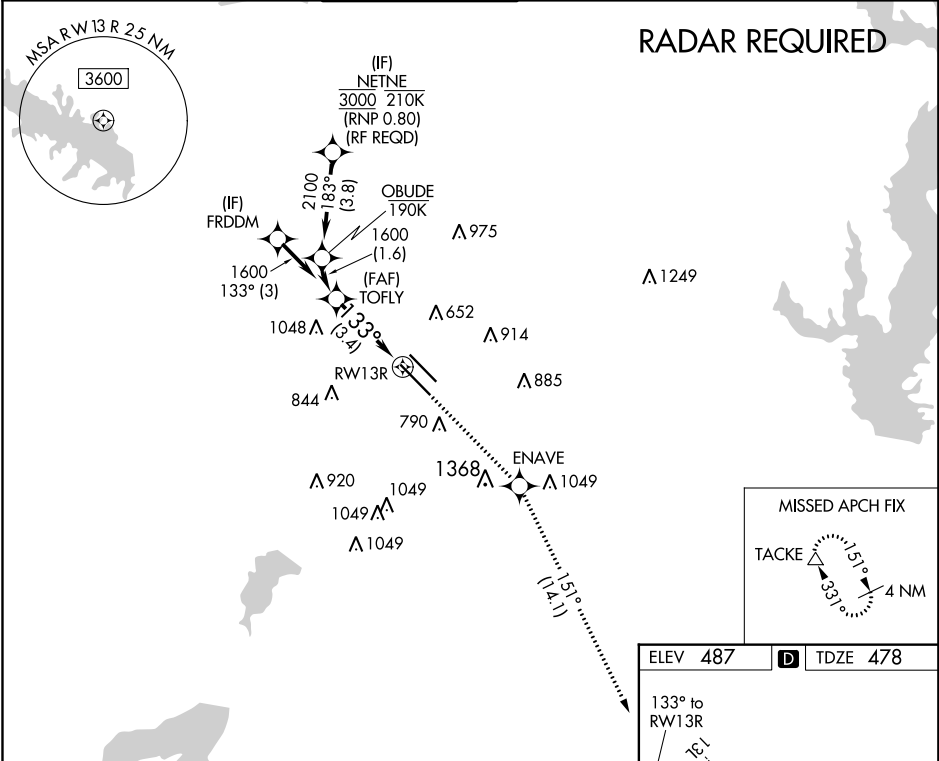 MSA RW 13 R 25 NM
3600
RADAR REQUIRED
(IF)
NETNE
3000 210K
(RNP 0.80)
(RF REQD)
2100
183°
(3.8)
OBUDE
190K
(IF)
FRDDM
1600
(1.6)
975
1249
1600
133° (3)
(FAF)
TOFLY
652
1048
133°
(3.4)
914
RW13R
885
844
790
ENAVE
1368
1049
920
1049
1049
1049
151°
(14.1)
MISSED APCH FIX
TACKE
151°
331°
4 NM
ELEV 487 D TDZE 478
133° to
RW13R
13L